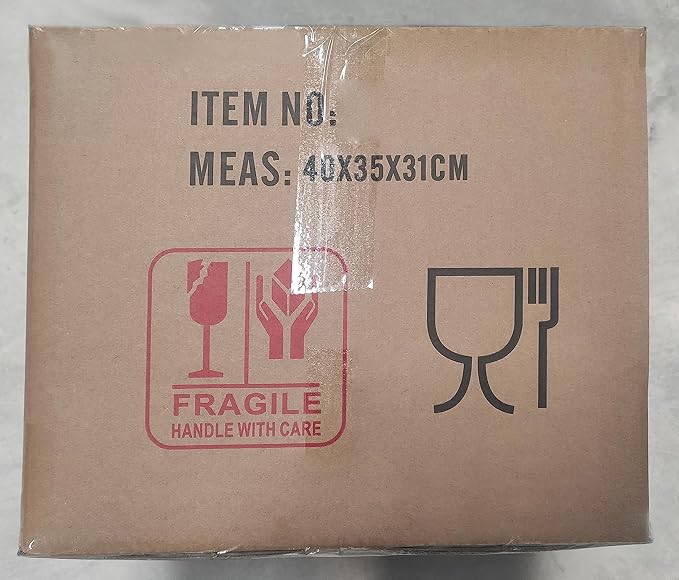 ITEM NO:
MEAS: 40X35X31CM
FRAGILE
HANDLE WITH CARE